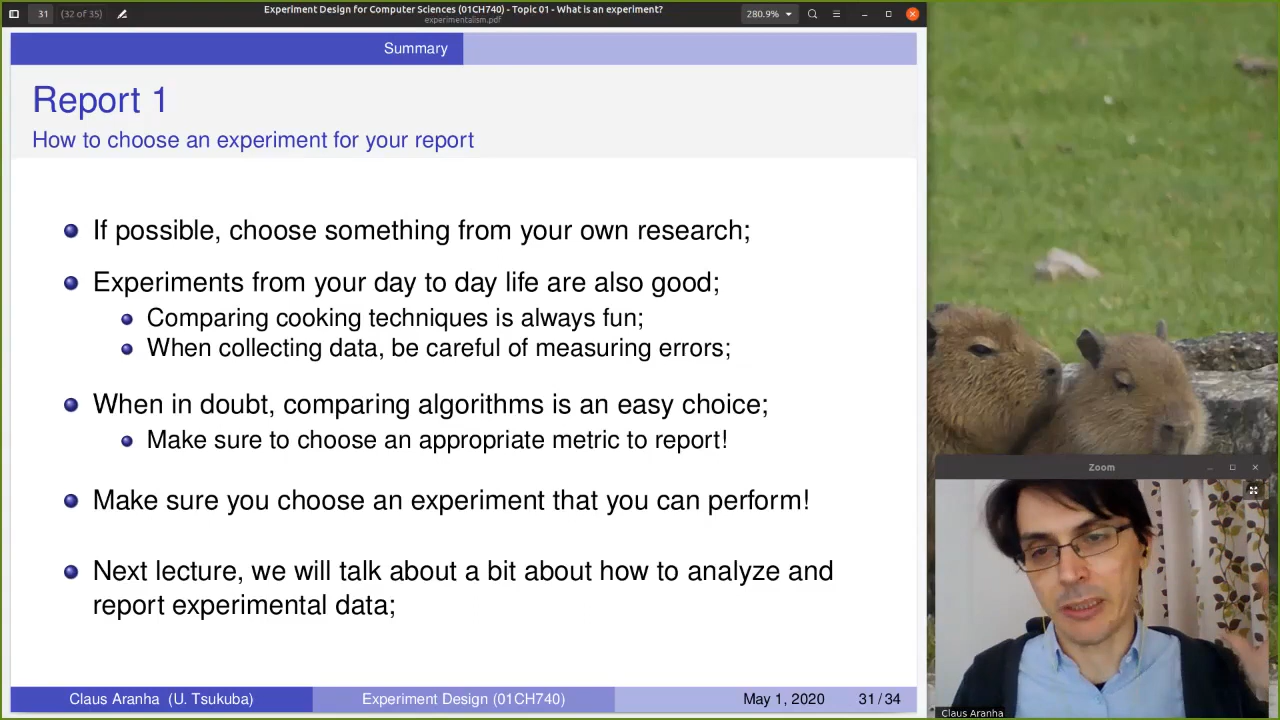 31 (32 of 35)
Experiment Design for Computer Sciences (01CH740) - Topic 01 - What is an experiment?
experimentalism.pdf
280.9%
Summary
Report 1
How to choose an experiment for your report
If possible, choose something from your own research;
Experiments from your day to day life are also good;
Comparing cooking techniques is always fun;
When collecting data, be careful of measuring errors;
When in doubt, comparing algorithms is an easy choice;
Make sure to choose an appropriate metric to report!
Make sure you choose an experiment that you can perform!
Next lecture, we will talk about a bit about how to analyze and
report experimental data;
Claus Aranha (U. Tsukuba) Experiment Design (01CH740) May 1, 2020 31 / 34
Zoom
Claus Aranha